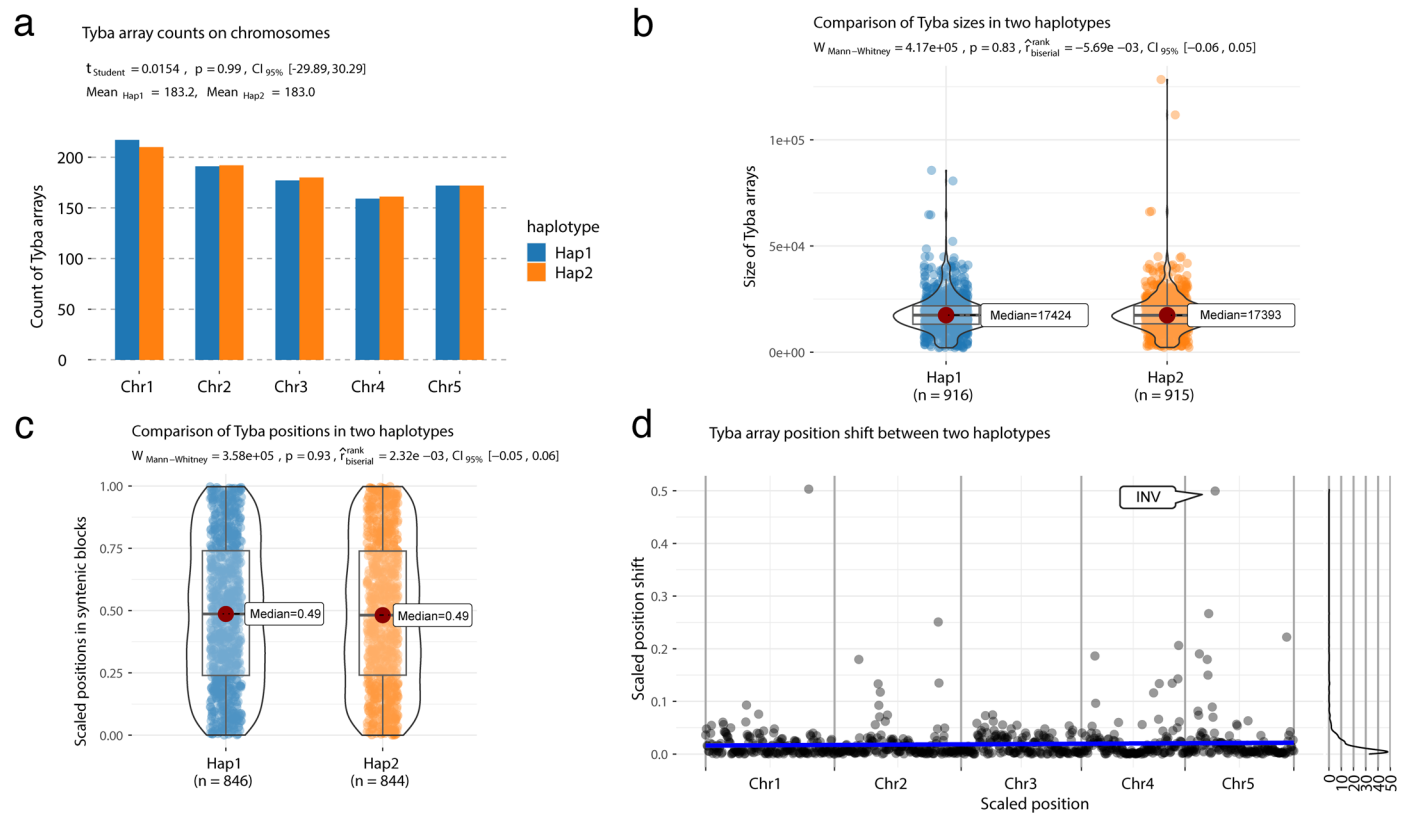 a
Tyba array counts on chromosomes
t Student = 0.0154 , p = 0.99 , CI 95% [-29.89,30.29]
Mean Hap1 = 183.2, Mean Hap2 = 183.0
Count of Tyba arrays
200
150
100
50
0
Chr1 Chr2 Chr3 Chr4 Chr5
haplotype
Hap1
Hap2
b
Comparison of Tyba sizes in two haplotypes
W Mann−Whitney = 4.17e+05 , p = 0.83 , r̂ rank biserial = −5.69e −03, CI 95% [−0.06 , 0.05]
Size of Tyba arrays
1e+05
5e+04
0e+00
Median=17424
Median=17393
Hap1 Hap2
(n = 916) (n = 915)
c
Comparison of Tyba positions in two haplotypes
W Mann−Whitney = 3.58e+05 , p = 0.93 , r̂ rank biserial = 2.32e −03, CI 95% [−0.05 , 0.06]
Scaled positions in syntenic blocks
1.00
0.75
0.50
0.25
0.00
Median=0.49
Median=0.49
Hap1 Hap2
(n = 846) (n = 844)
d
Tyba array position shift between two haplotypes
Scaled position shift
0.5
0.4
0.3
0.2
0.1
0.0
INV
Chr1 Chr2 Chr3 Chr4 Chr5
Scaled position
0 10 20 30 40 50